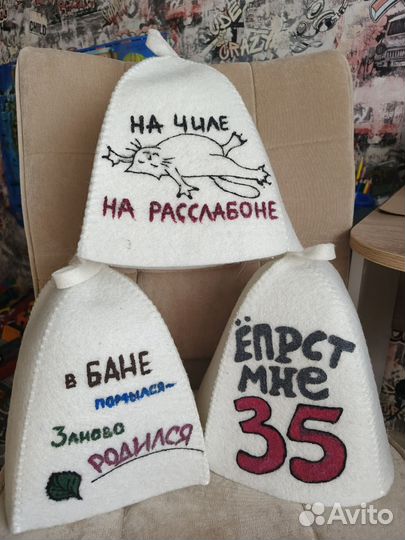 НА ЧИЛЕ
НА РАССЛАБОНЕ
в БАНЕ
помылся~
Заново
РОДИЛСЯ
ЁПРСТ
мне
35
Avito